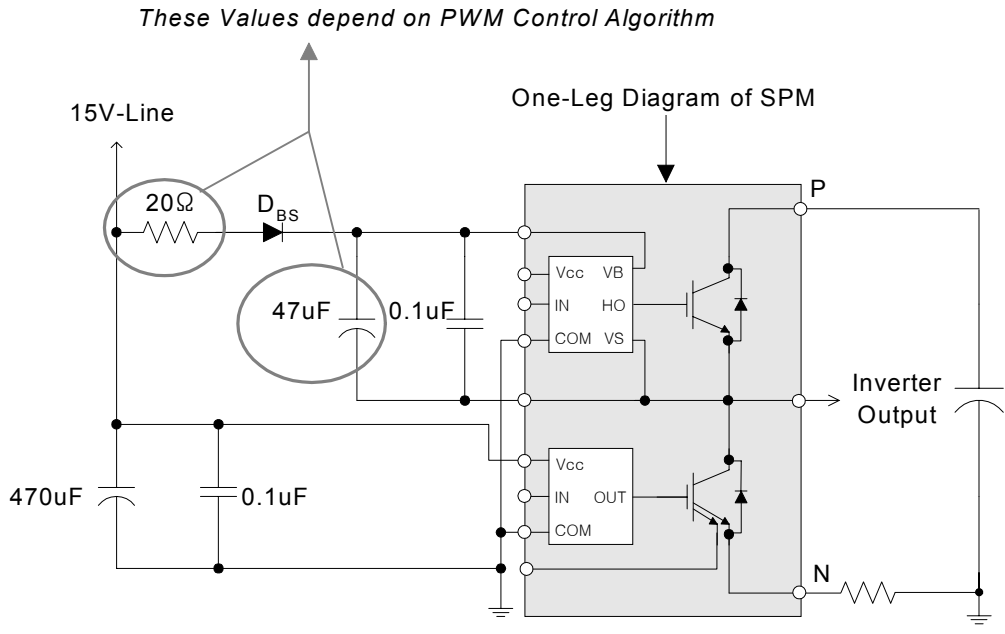 These Values depend on PWM Control Algorithm
One-Leg Diagram of SPM
15V-Line
P
20Ω
DBS
Vcc
VB
IN
HO
COM
VS
47uF
0.1uF
Inverter
Output
Vcc
IN
OUT
COM
470uF
0.1uF
N